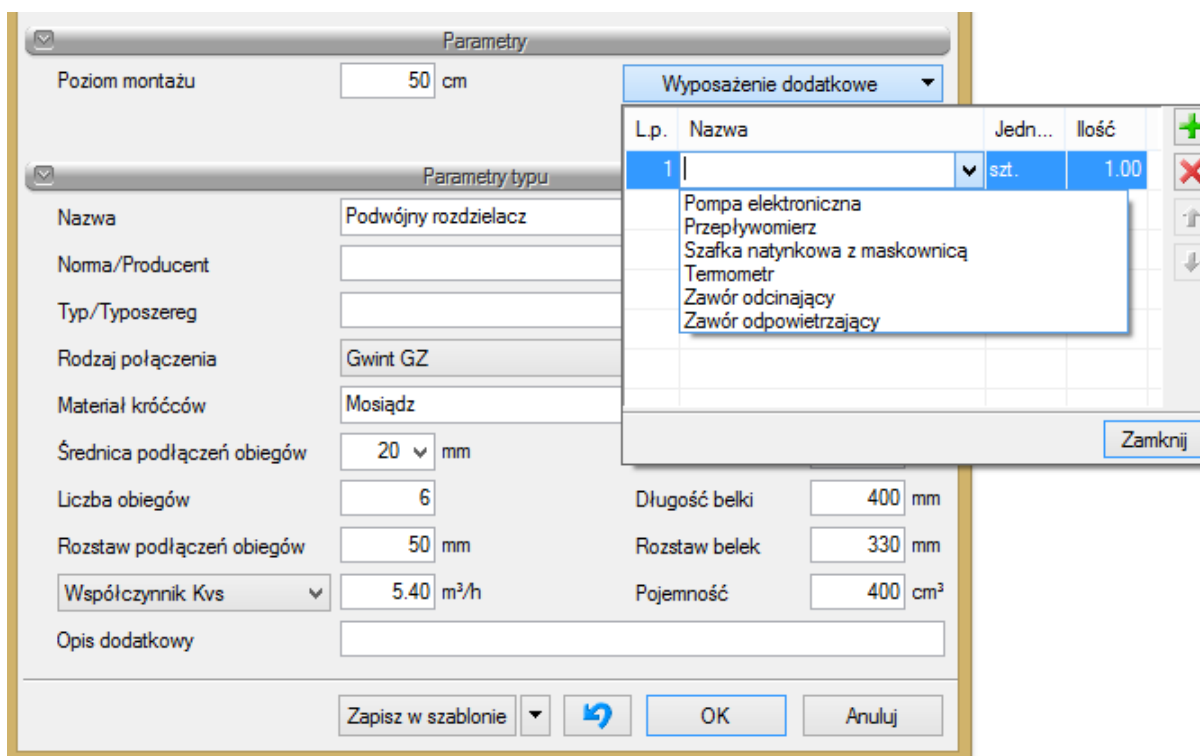 Parametry
Poziom montażu 50 cm Wyposażenie dodatkowe
L.p. Nazwa Jedn... Ilość
1 szt. 1.00
Pompa elektroniczna
Przepływomierz
Szafka natynkowa z maskownicą
Termometr
Zawór odcinający
Zawór odpowietrzający
Zamknij
Parametry typu
Nazwa Podwójny rozdzielacz
Norma/Producent
Typ/Typoszereg
Rodzaj połączenia Gwint GZ
Materiał króćców Mosiądz
Średnica podłączeń obiegów 20 mm
Liczba obiegów 6 Długość belki 400 mm
Rozstaw podłączeń obiegów 50 mm Rozstaw belek 330 mm
Współczynnik Kvs 5.40 m³/h Pojemność 400 cm³
Opis dodatkowy
Zapisz w szablonie OK Anuluj